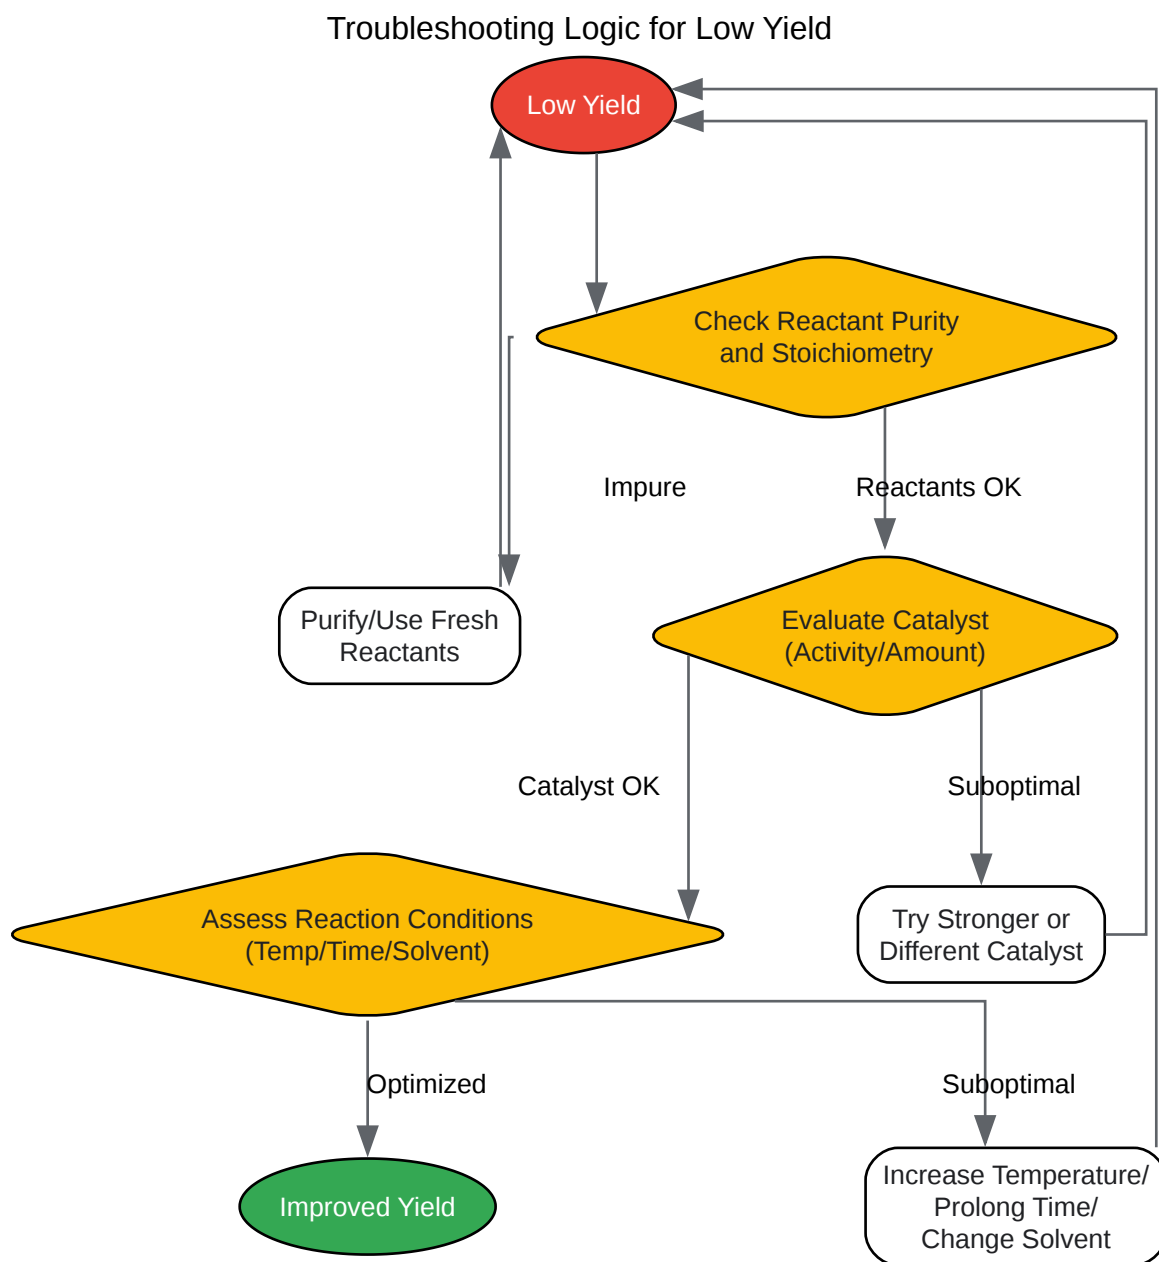 Troubleshooting Logic for Low Yield
Low Yield
Check Reactant Purity
and Stoichiometry
Impure
Reactants OK
Purify/Use Fresh
Reactants
Evaluate Catalyst
(Activity/Amount)
Catalyst OK
Suboptimal
Assess Reaction Conditions
(Temp/Time/Solvent)
Try Stronger or
Different Catalyst
Optimized
Suboptimal
Improved Yield
Increase Temperature/
Prolong Time/
Change Solvent